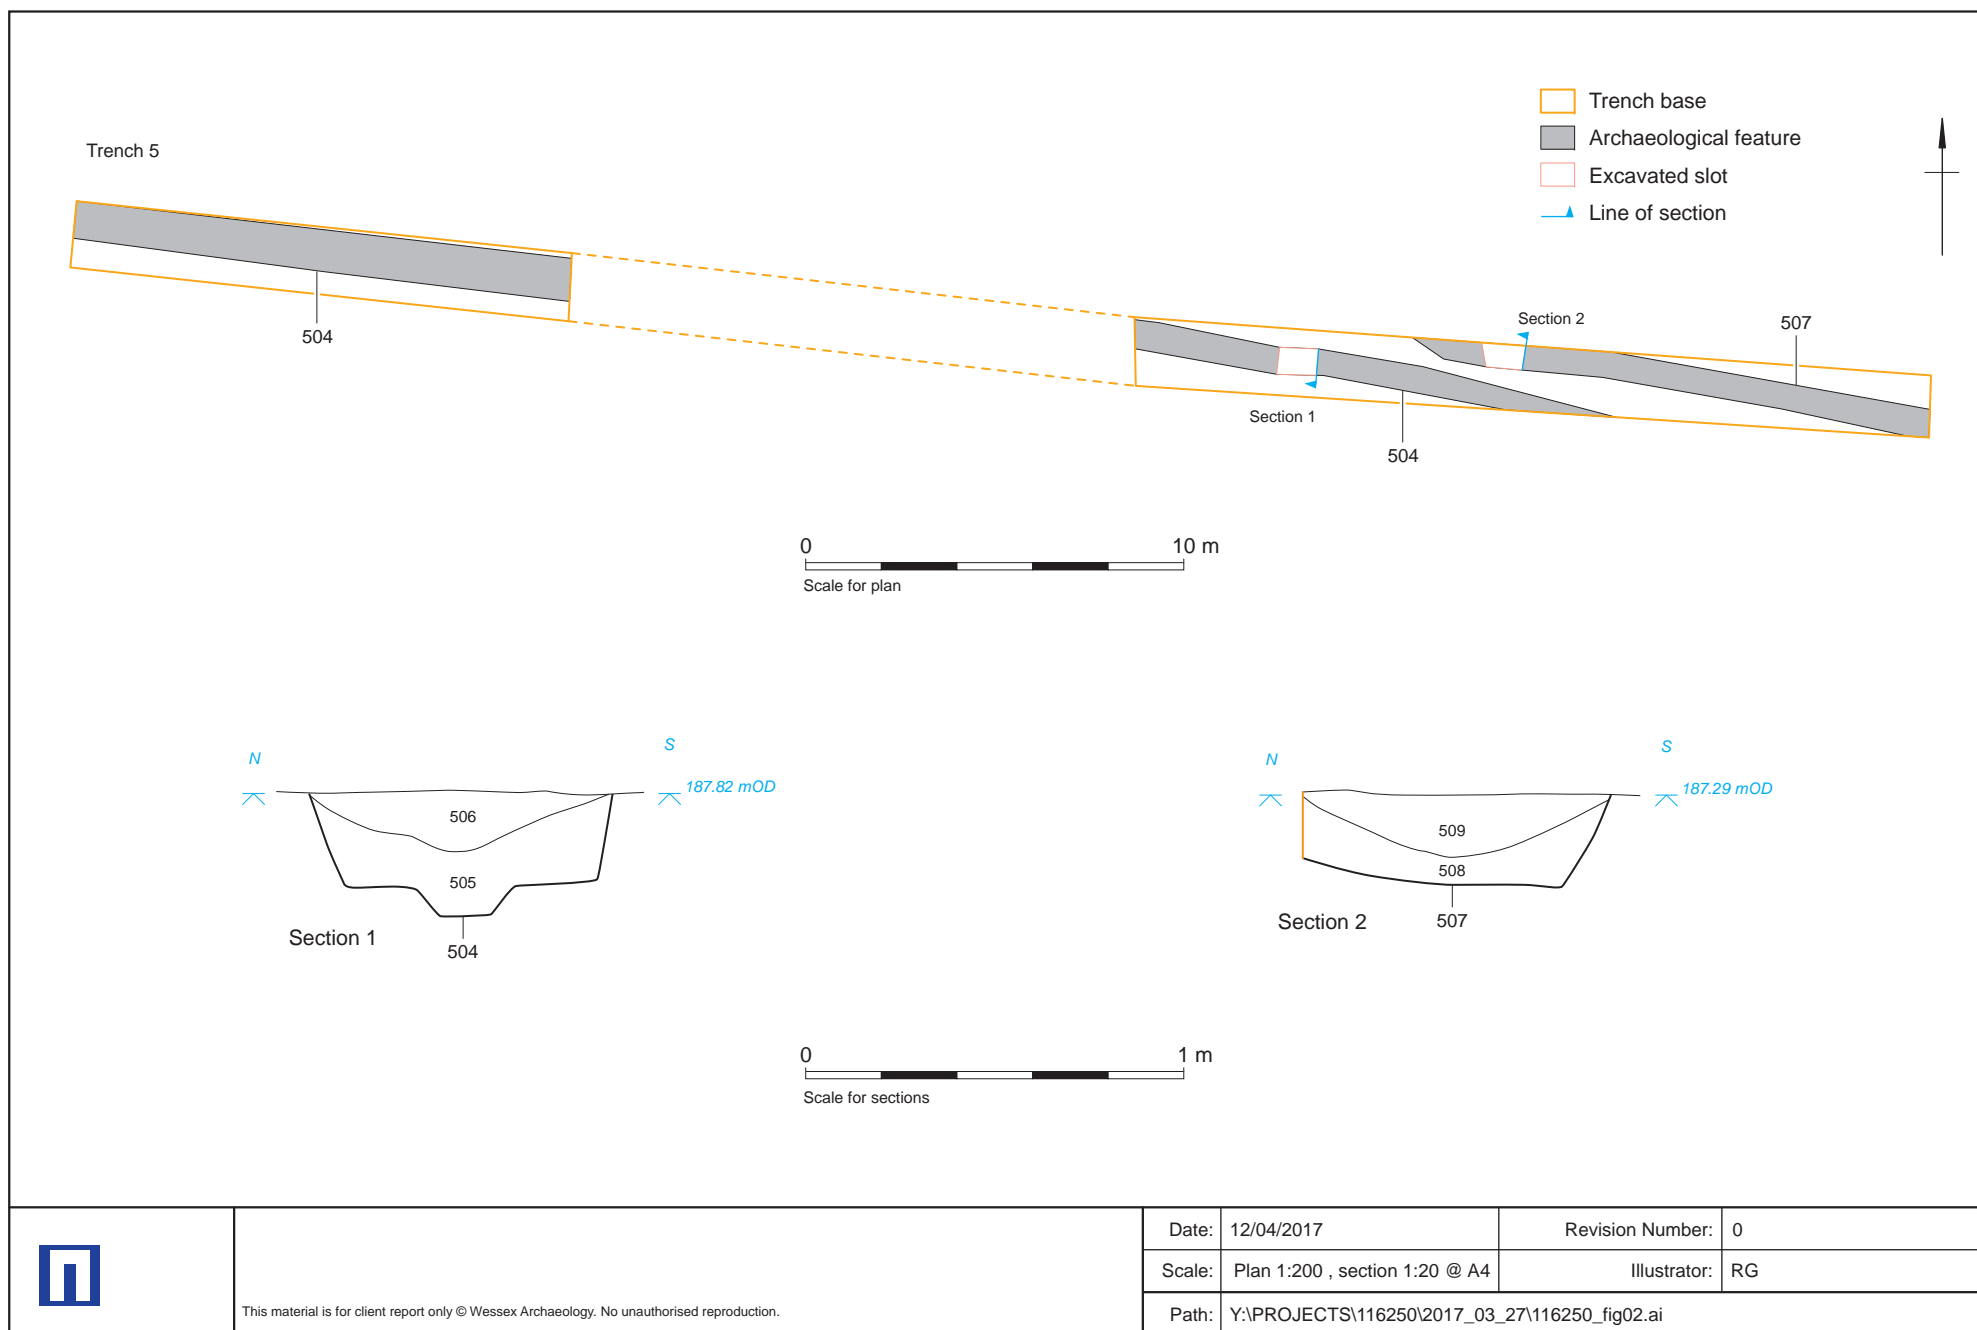 Trench 5
Trench base
Archaeological feature
Excavated slot
Line of section
504
Section 2
507
Section 1
504
0 10 m
Scale for plan
N S
187.82 mOD
506
505
Section 1
504
N S
187.29 mOD
509
508
Section 2
507
0 1 m
Scale for sections
Date: 12/04/2017 Revision Number: 0
Scale: Plan 1:200 , section 1:20 @ A4 Illustrator: RG
This material is for client report only © Wessex Archaeology. No unauthorised reproduction.
Path: Y:\PROJECTS\116250\2017_03_27\116250_fig02.ai